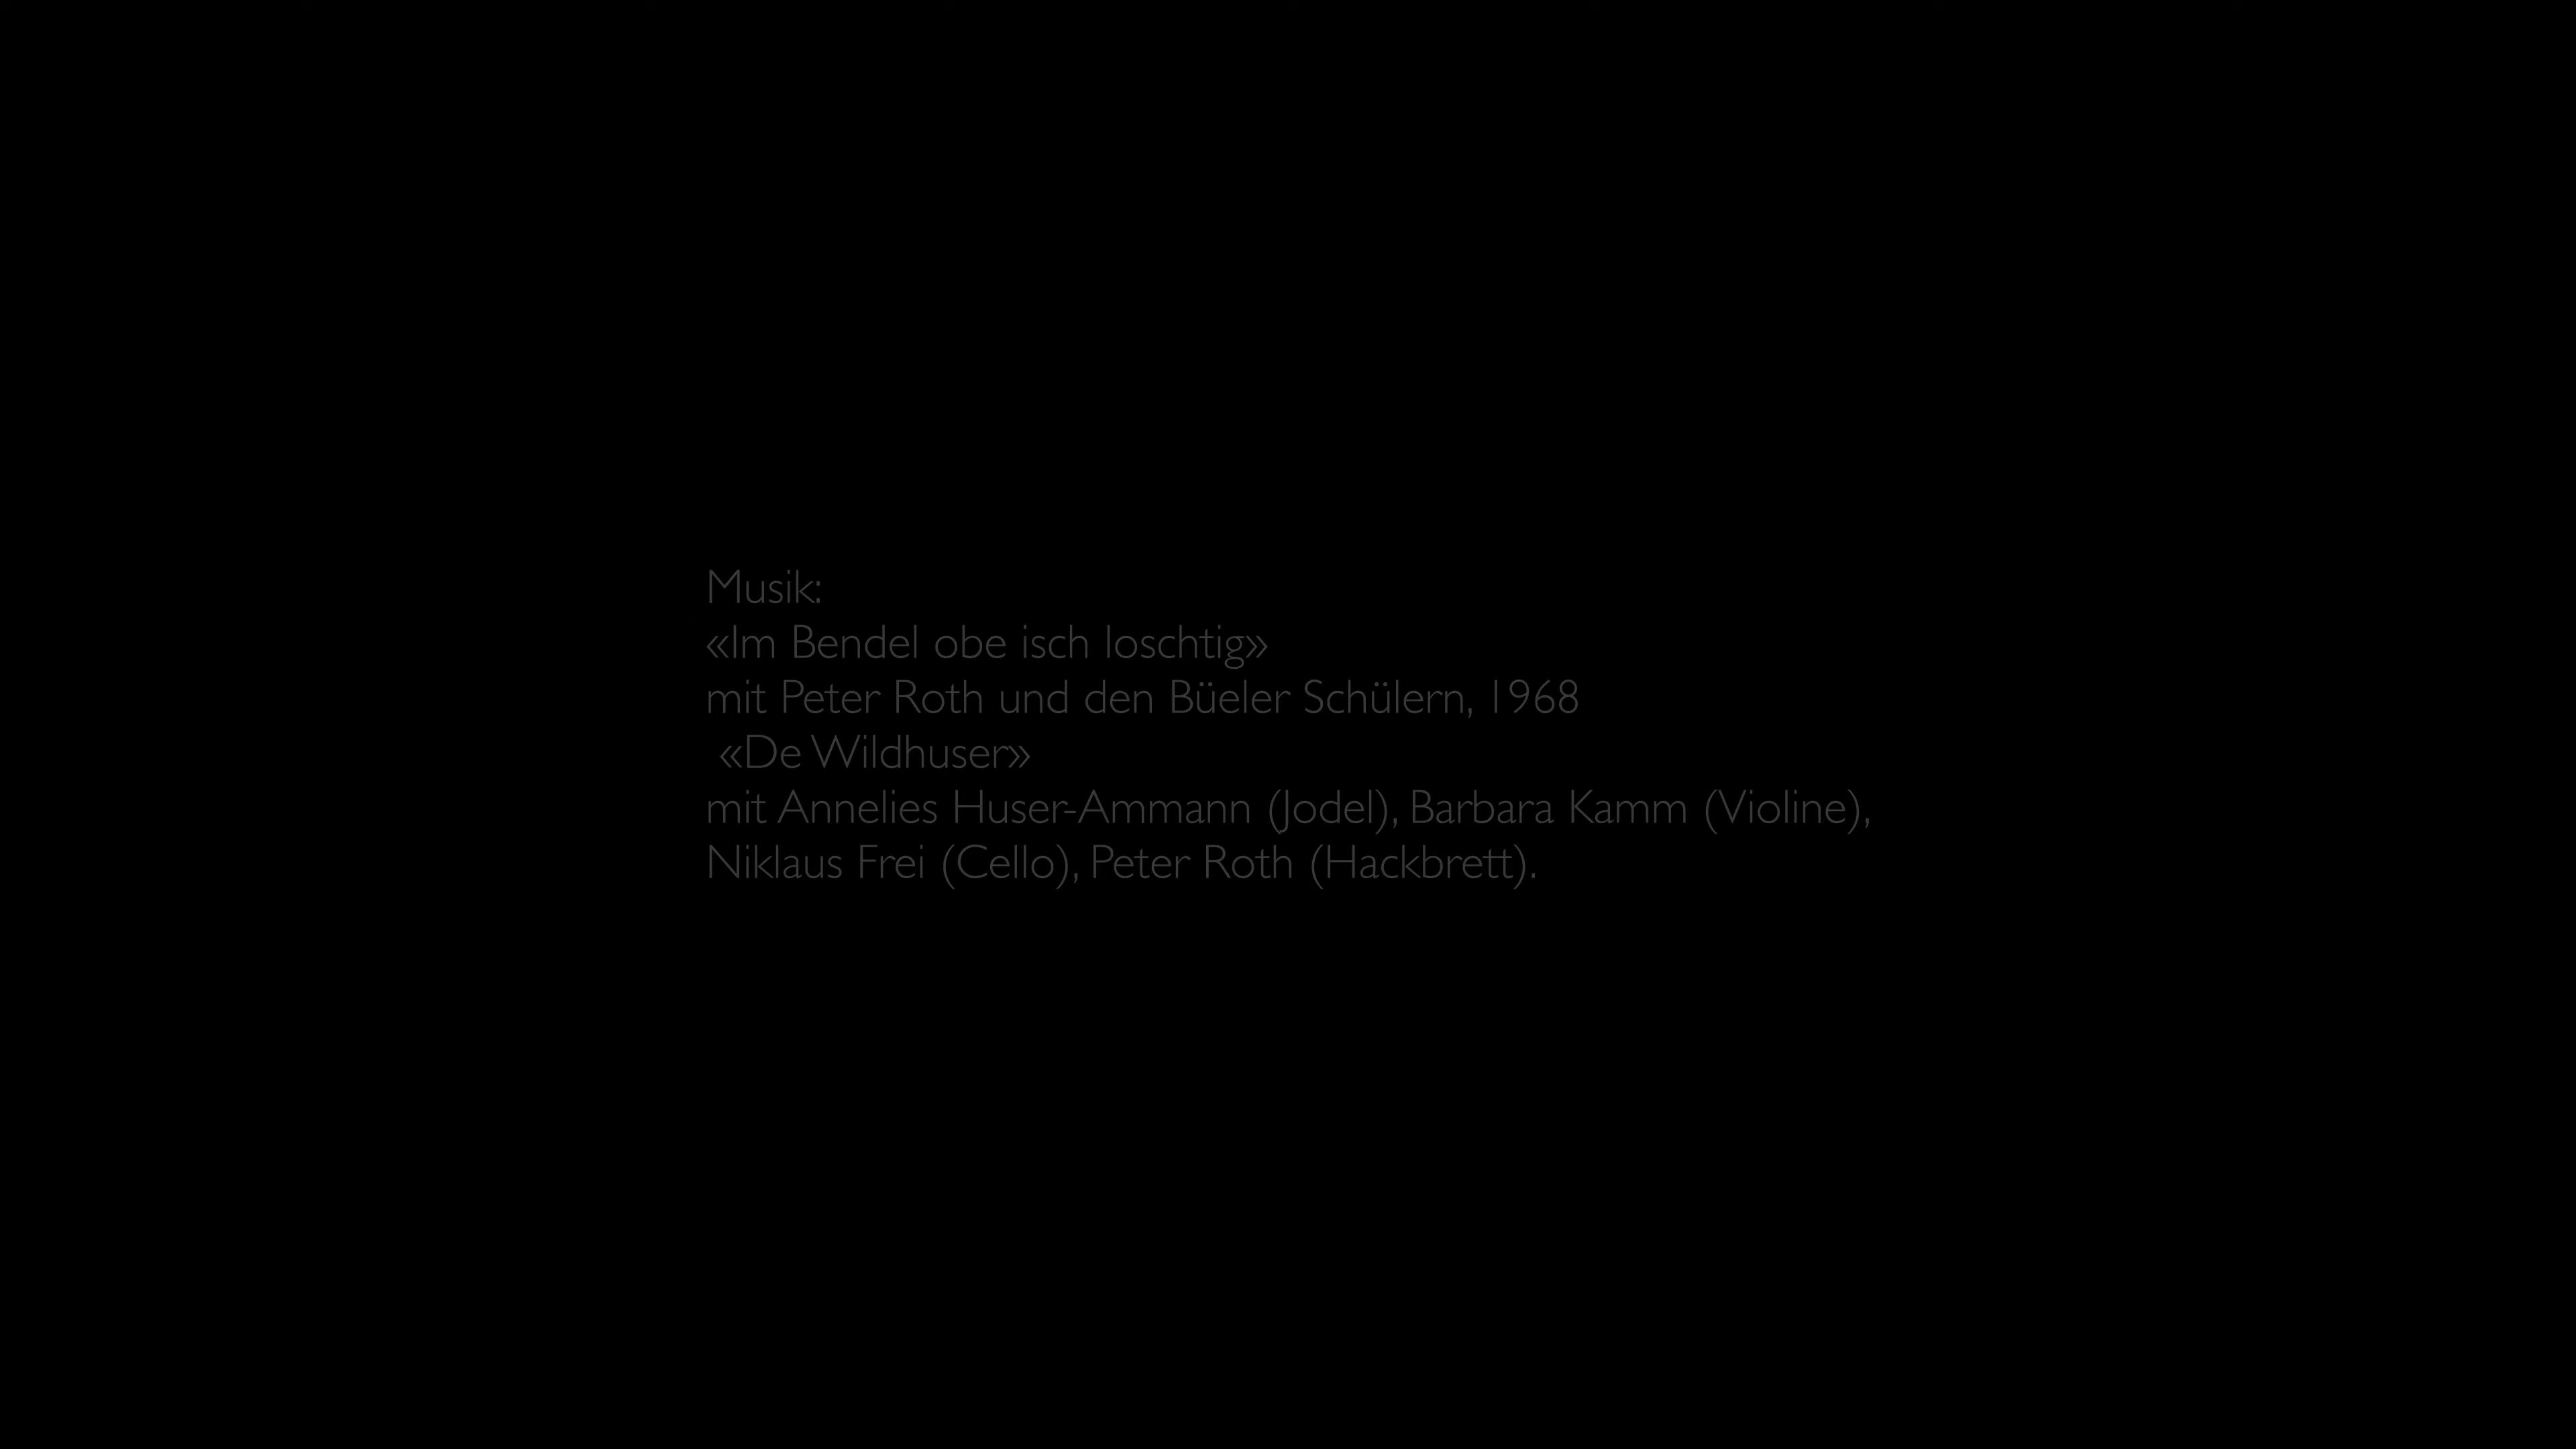 Musik:
«Im Bendel obe isch loschtig»
mit Peter Roth und den Büeler Schülern, 1968
«De Wildhuser»
mit Annelies Huser-Ammann (Jodel), Barbara Kamm (Violine),
Niklaus Frei (Cello), Peter Roth (Hackbrett).